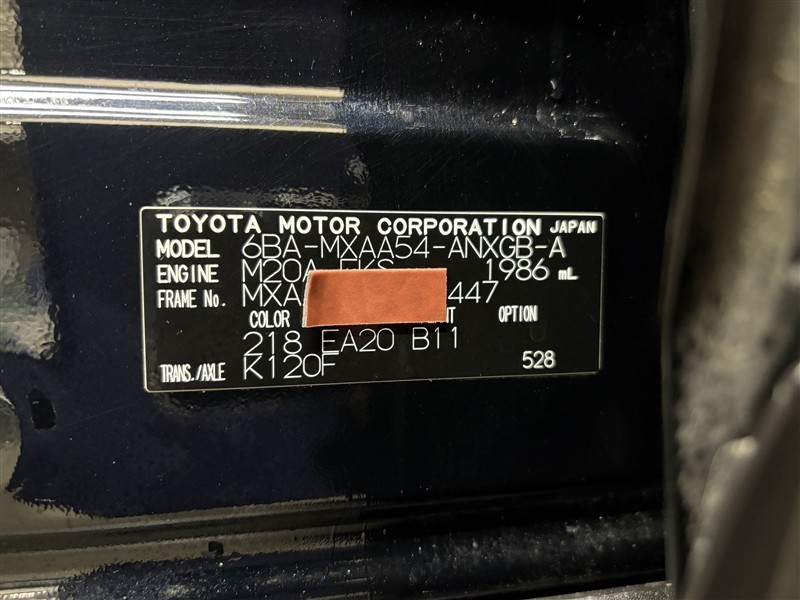 TOYOTA MOTOR CORPORATION JAPAN
MODEL 6BA-MXAA54-ANXGB-A
ENGINE M20A 1986 mL
FRAME No. 447
COLOR OPTION
218 EA20 B11
TRANS./AXLE K120F 528